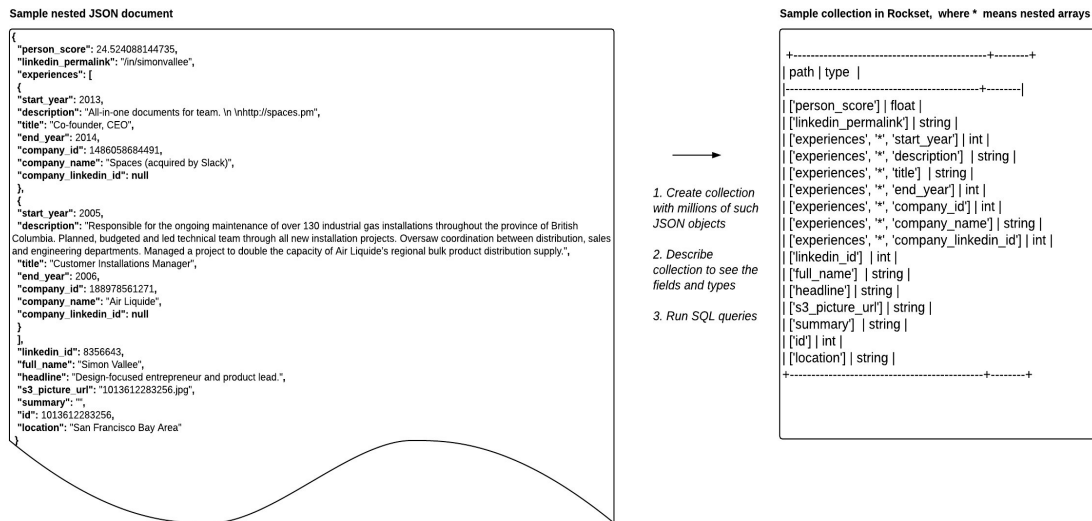 Sample nested JSON document
{
"person_score": 24.524088144735,
"linkedin_permalink": "/in/simonvallee",
"experiences": [
{
"start_year": 2013,
"description": "All-in-one documents for team. \n \nhttp://spaces.pm",
"title": "Co-founder, CEO",
"end_year": 2014,
"company_id": 1486058684491,
"company_name": "Spaces (acquired by Slack)",
"company_linkedin_id": null
},
{
"start_year": 2005,
"description": "Responsible for the ongoing maintenance of over 130 industrial gas installations throughout the province of British
Columbia. Planned, budgeted and led technical team through all new installation projects. Oversaw coordination between distribution, sales
and engineering departments. Managed a project to double the capacity of Air Liquide's regional bulk product distribution supply.",
"title": "Customer Installations Manager",
"end_year": 2006,
"company_id": 188978561271,
"company_name": "Air Liquide",
"company_linkedin_id": null
}
],
"linkedin_id": 8356643,
"full_name": "Simon Vallee",
"headline": "Design-focused entrepreneur and product lead.",
"s3_picture_url": "1013612283256.jpg",
"summary": "",
"id": 1013612283256,
"location": "San Francisco Bay Area"
}
1. Create collection
with millions of such
JSON objects
2. Describe
collection to see the
fields and types
3. Run SQL queries
Sample collection in Rockset, where * means nested arrays
+-------------------------------------------+--------+
| path | type |
|-------------------------------------------+--------|
| ['person_score'] | float |
| ['linkedin_permalink'] | string |
| ['experiences', '*', 'start_year'] | int |
| ['experiences', '*', 'description'] | string |
| ['experiences', '*', 'title'] | string |
| ['experiences', '*', 'end_year'] | int |
| ['experiences', '*', 'company_id'] | int |
| ['experiences', '*', 'company_name'] | string |
| ['experiences', '*', 'company_linkedin_id'] | int |
| ['linkedin_id'] | int |
| ['full_name'] | string |
| ['headline'] | string |
| ['s3_picture_url'] | string |
| ['summary'] | string |
| ['id'] | int |
| ['location'] | string |
+-------------------------------------------+--------+